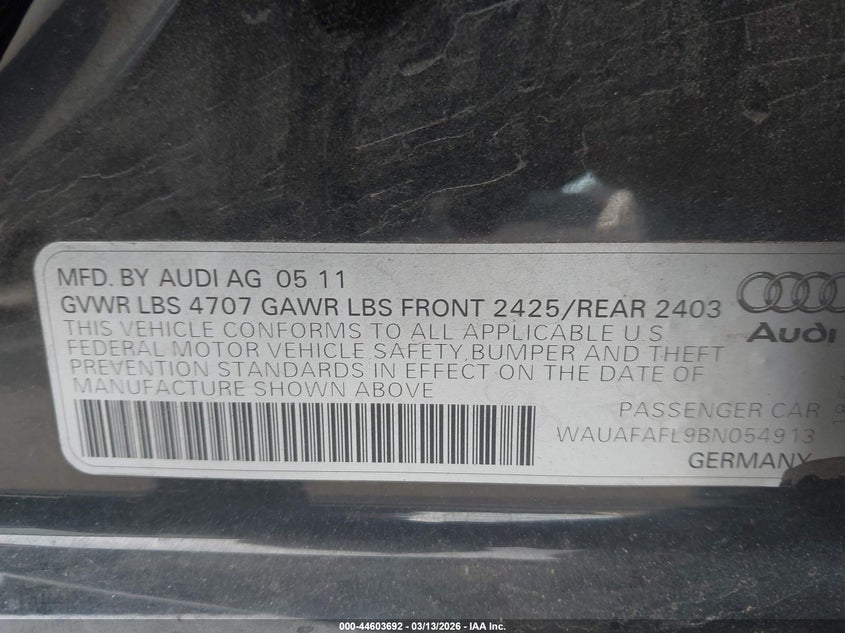 MFD. BY AUDI AG 05 11
GVWR LBS 4707 GAWR LBS FRONT 2425/REAR 2403
THIS VEHICLE CONFORMS TO ALL APPLICABLE U.S.
FEDERAL MOTOR VEHICLE SAFETY, BUMPER AND THEFT
PREVENTION STANDARDS IN EFFECT ON THE DATE OF
MANUFACTURE SHOWN ABOVE
Audi
PASSENGER CAR
WAUAFAFL9BN054913
GERMANY
000-44603692 - 03/13/2026 - IAA Inc.